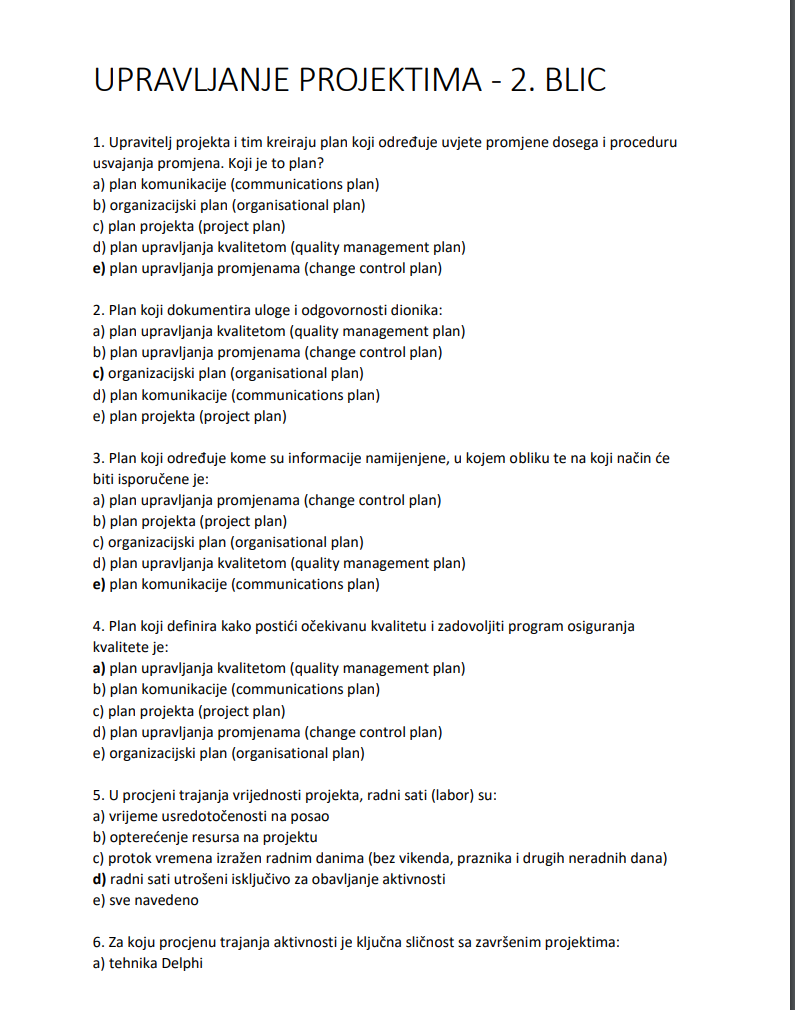 UPRAVLJANJE PROJEKTIMA - 2. BLIC
1. Upravitelj projekta i tim kreiraju plan koji određuje uvjete promjene dosega i proceduru
usvajanja promjena. Koji je to plan?
a) plan komunikacije (communications plan)
b) organizacijski plan (organisational plan)
c) plan projekta (project plan)
d) plan upravljanja kvalitetom (quality management plan)
e) plan upravljanja promjenama (change control plan)
2. Plan koji dokumentira uloge i odgovornosti dionika:
a) plan upravljanja kvalitetom (quality management plan)
b) plan upravljanja promjenama (change control plan)
c) organizacijski plan (organisational plan)
d) plan komunikacije (communications plan)
e) plan projekta (project plan)
3. Plan koji određuje kome su informacije namijenjene, u kojem obliku te na koji način će
biti isporučene je:
a) plan upravljanja promjenama (change control plan)
b) plan projekta (project plan)
c) organizacijski plan (organisational plan)
d) plan upravljanja kvalitetom (quality management plan)
e) plan komunikacije (communications plan)
4. Plan koji definira kako postići očekivanu kvalitetu i zadovoljiti program osiguranja
kvalitete je:
a) plan upravljanja kvalitetom (quality management plan)
b) plan komunikacije (communications plan)
c) plan projekta (project plan)
d) plan upravljanja promjenama (change control plan)
e) organizacijski plan (organisational plan)
5. U procjeni trajanja vrijednosti projekta, radni sati (labor) su:
a) vrijeme usredotočenosti na posao
b) opterećenje resursa na projektu
c) protok vremena izražen radnim danima (bez vikenda, praznika i drugih neradnih dana)
d) radni sati utrošeni isključivo za obavljanje aktivnosti
e) sve navedeno
6. Za koju procjenu trajanja aktivnosti je ključna sličnost sa završenim projektima:
a) tehnika Delphi